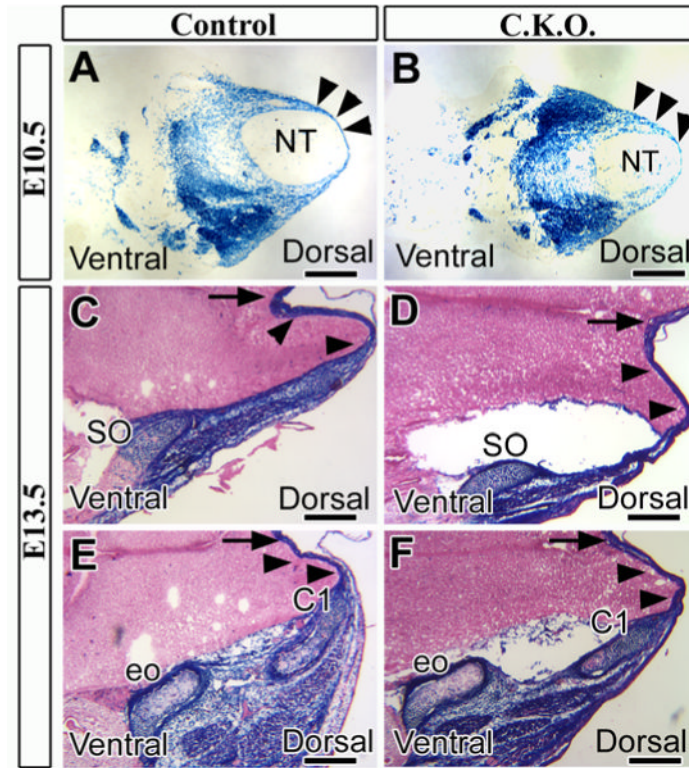 Control
C.K.O.
E10.5
A
NT
Ventral
Dorsal
B
NT
Ventral
Dorsal
E13.5
C
SO
Ventral
Dorsal
D
SO
Ventral
Dorsal
E
C1
eo
Ventral
Dorsal
F
C1
eo
Ventral
Dorsal